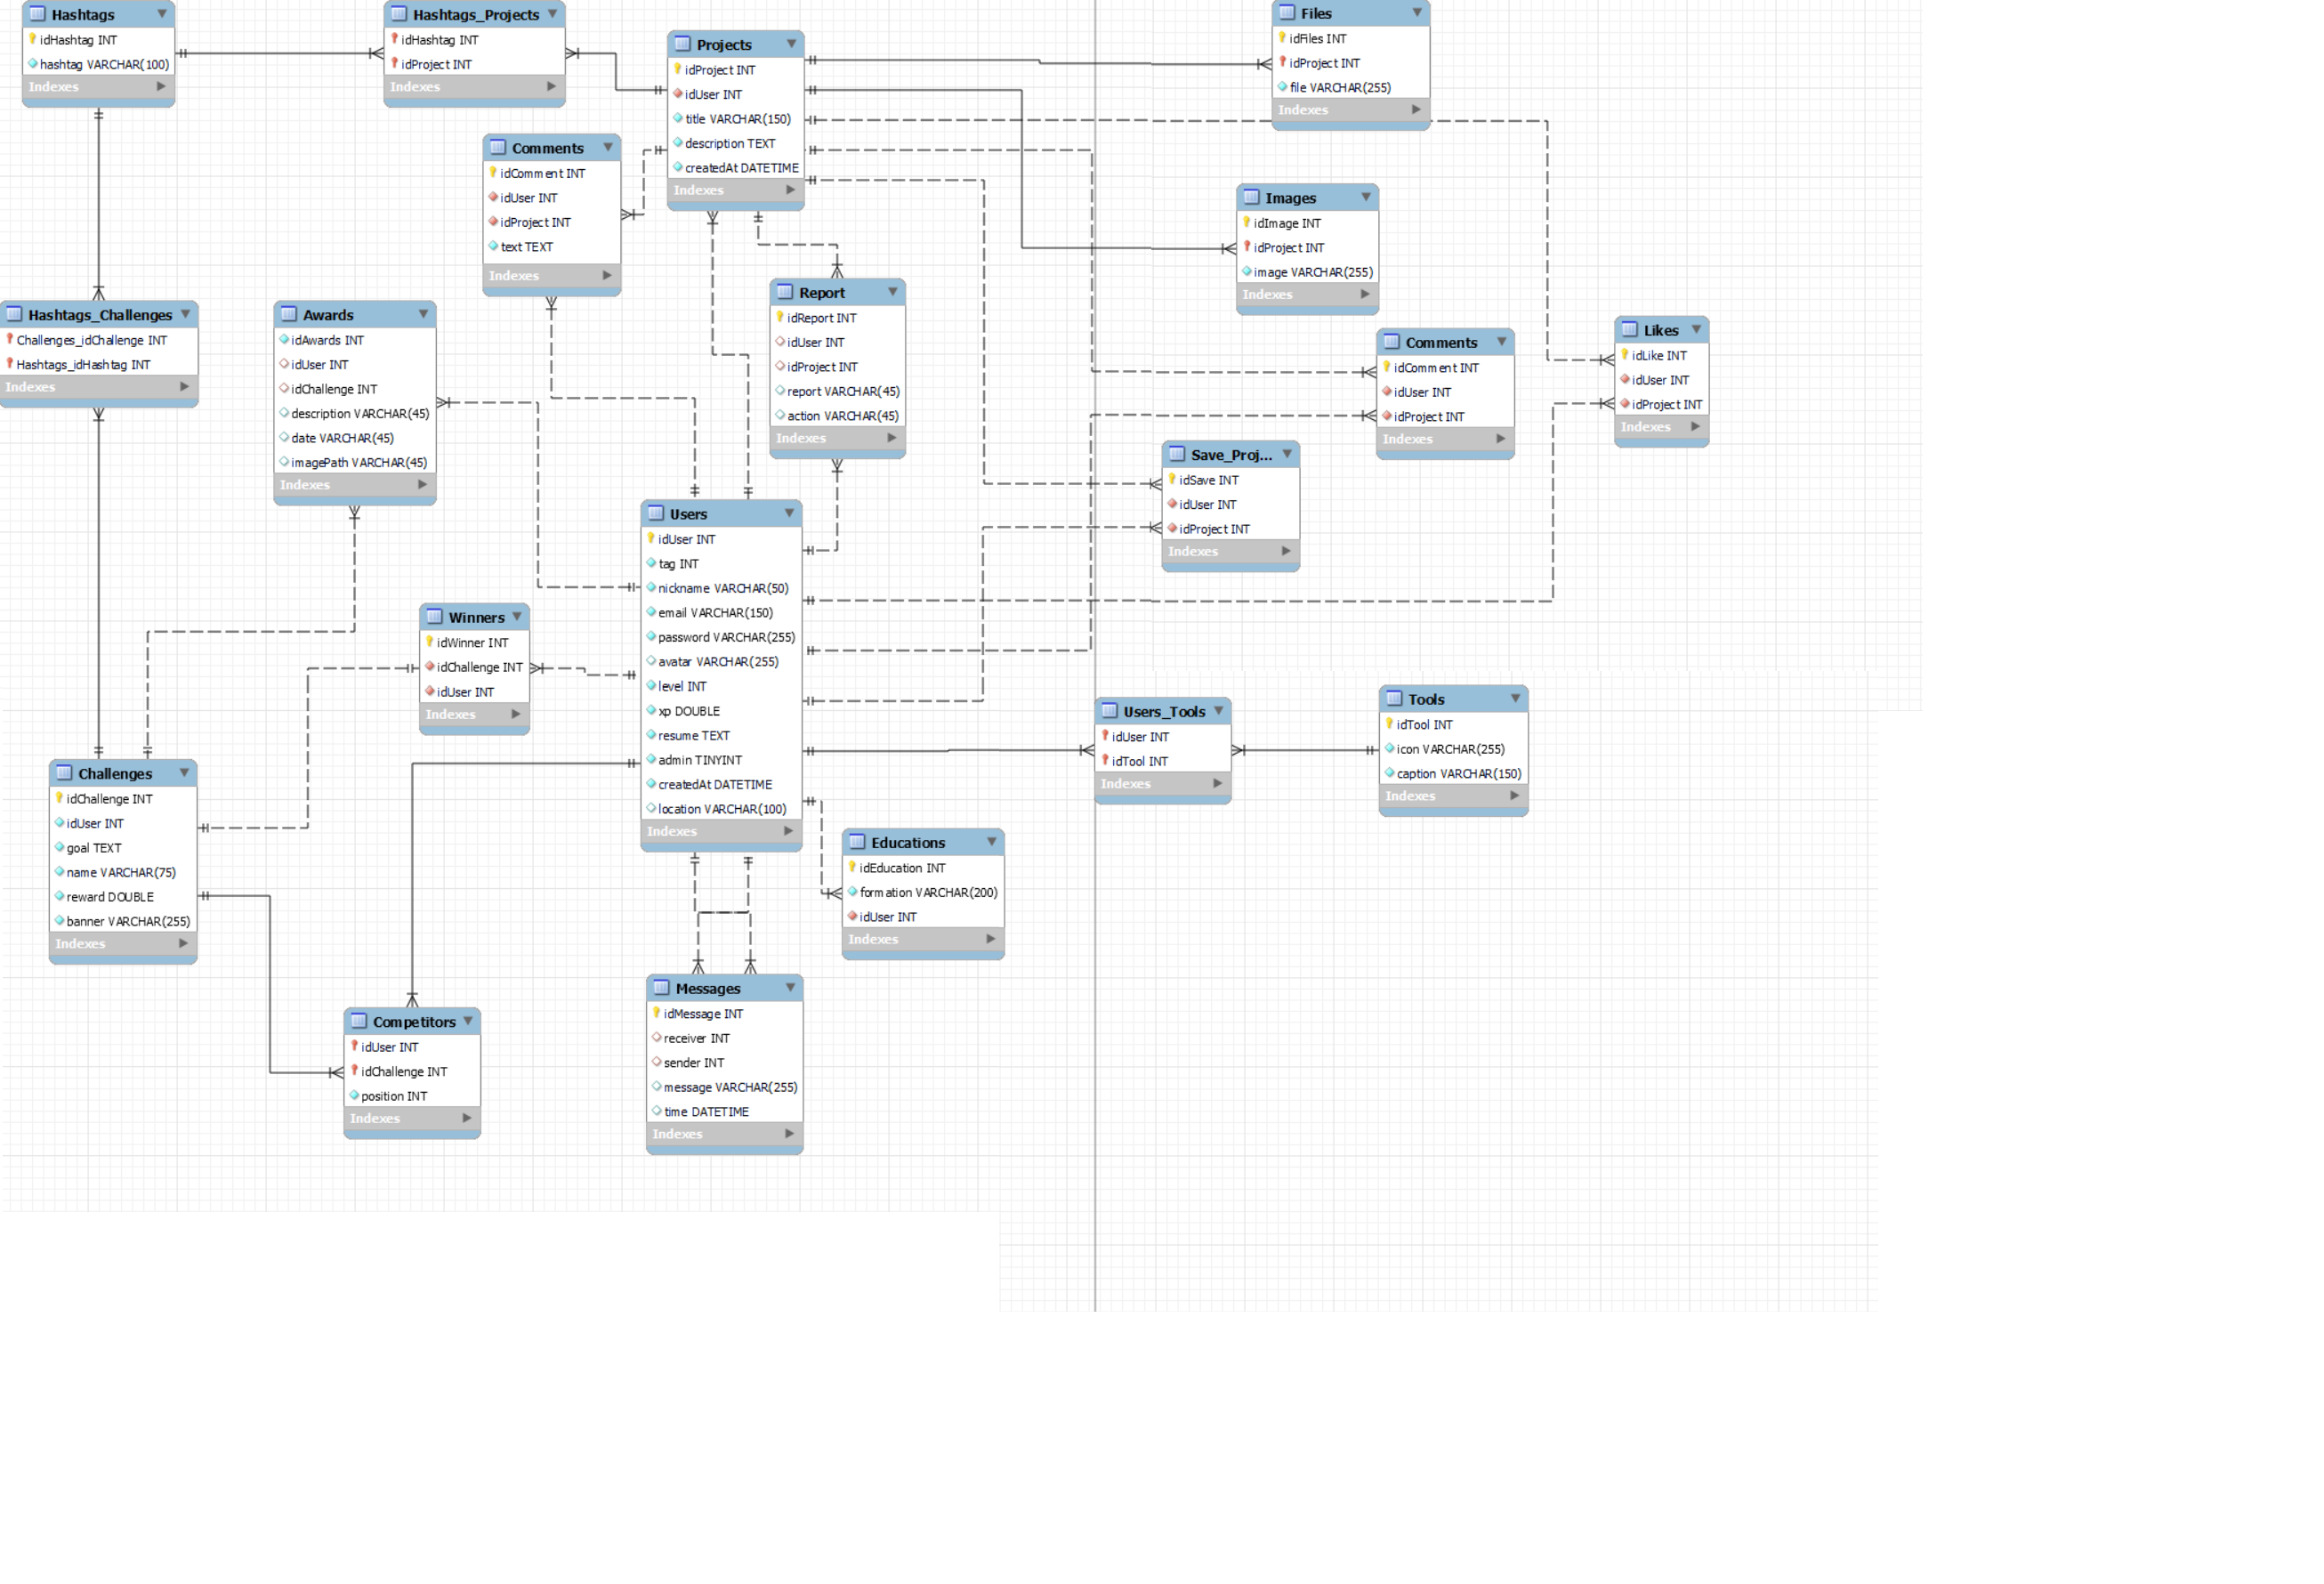 Hashtags
idHashtag INT
hashtag VARCHAR(100)
Indexes
Hashtags_Projects
idHashtag INT
idProject INT
Indexes
Projects
idProject INT
idUser INT
title VARCHAR(150)
description TEXT
createdAt DATETIME
Indexes
Files
idFiles INT
idProject INT
file VARCHAR(255)
Indexes
Comments
idComment INT
idUser INT
idProject INT
text TEXT
Indexes
Images
idImage INT
idProject INT
image VARCHAR(255)
Indexes
Hashtags_Challenges
Challenges_idChallenge INT
Hashtags_idHashtag INT
Indexes
Awards
idAwards INT
idUser INT
idChallenge INT
description VARCHAR(45)
date VARCHAR(45)
imagePath VARCHAR(45)
Indexes
Report
idReport INT
idUser INT
idProject INT
report VARCHAR(45)
action VARCHAR(45)
Indexes
Comments
idComment INT
idUser INT
idProject INT
Indexes
Likes
idLike INT
idUser INT
idProject INT
Indexes
Save_Proj...
idSave INT
idUser INT
idProject INT
Indexes
Users
idUser INT
tag INT
nickname VARCHAR(50)
email VARCHAR(150)
password VARCHAR(255)
avatar VARCHAR(255)
level INT
xp DOUBLE
resume TEXT
admin TINYINT
createdAt DATETIME
location VARCHAR(100)
Indexes
Winners
idWinner INT
idChallenge INT
idUser INT
Indexes
Users_Tools
idUser INT
idTool INT
Indexes
Tools
idTool INT
icon VARCHAR(255)
caption VARCHAR(150)
Indexes
Challenges
idChallenge INT
idUser INT
goal TEXT
name VARCHAR(75)
reward DOUBLE
banner VARCHAR(255)
Indexes
Educations
idEducation INT
formation VARCHAR(200)
idUser INT
Indexes
Competitors
idUser INT
idChallenge INT
position INT
Indexes
Messages
idMessage INT
receiver INT
sender INT
message VARCHAR(255)
time DATETIME
Indexes